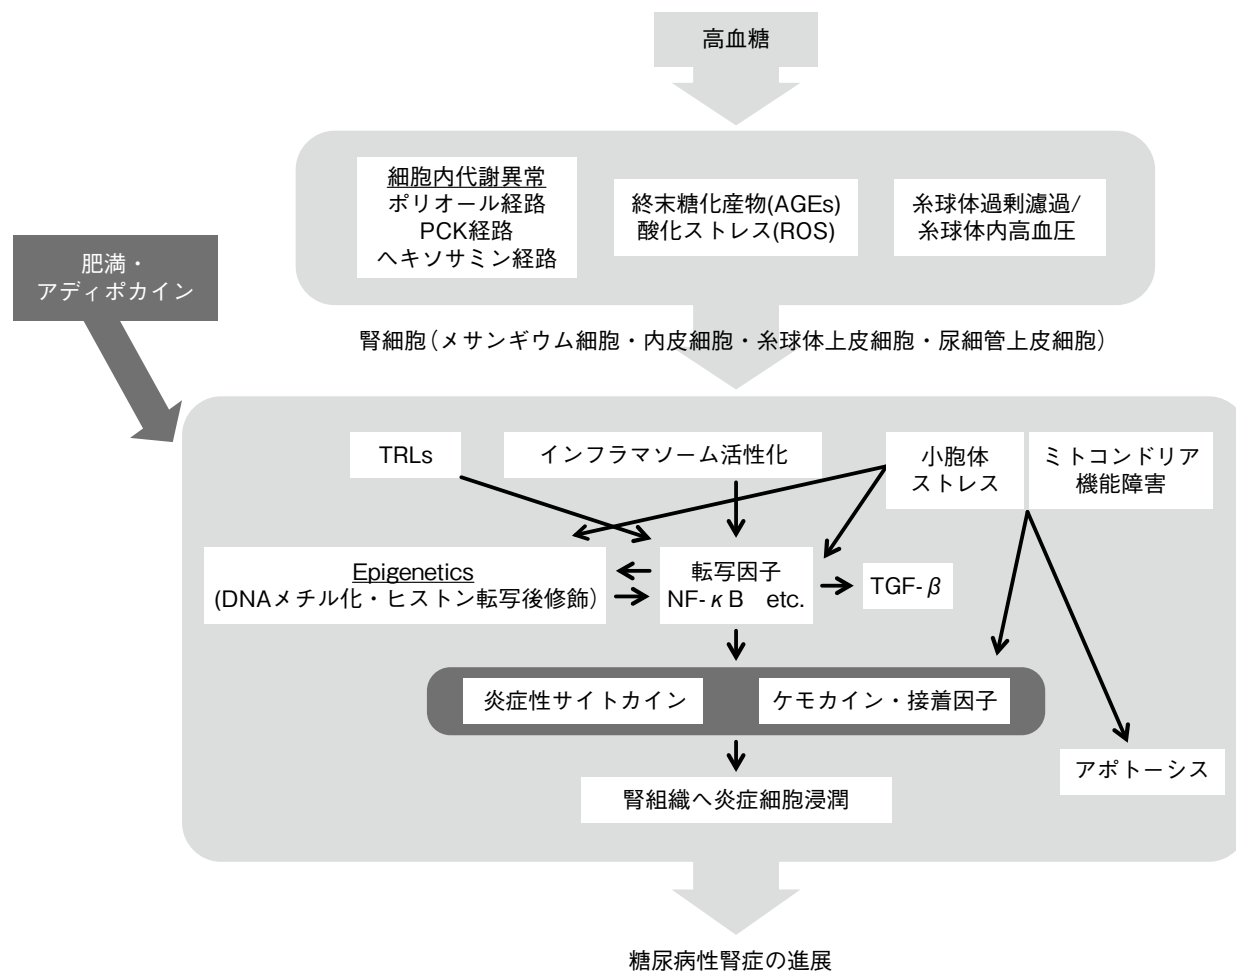 高血糖
細胞内代謝異常
ポリオール経路
PCK経路
ヘキソサミン経路
終末糖化産物(AGEs)
酸化ストレス(ROS)
糸球体過剰濾過/
糸球体内高血圧
肥満・
アディポカイン
腎細胞(メサンギウム細胞・内皮細胞・糸球体上皮細胞・尿細管上皮細胞)
TRLs
インフラマソーム活性化
小胞体
ストレス
ミトコンドリア
機能障害
Epigenetics
(DNAメチル化・ヒストン転写後修飾)
転写因子
NF-κB etc.
TGF-β
炎症性サイトカイン
ケモカイン・接着因子
アポトーシス
腎組織へ炎症細胞浸潤
糖尿病性腎症の進展